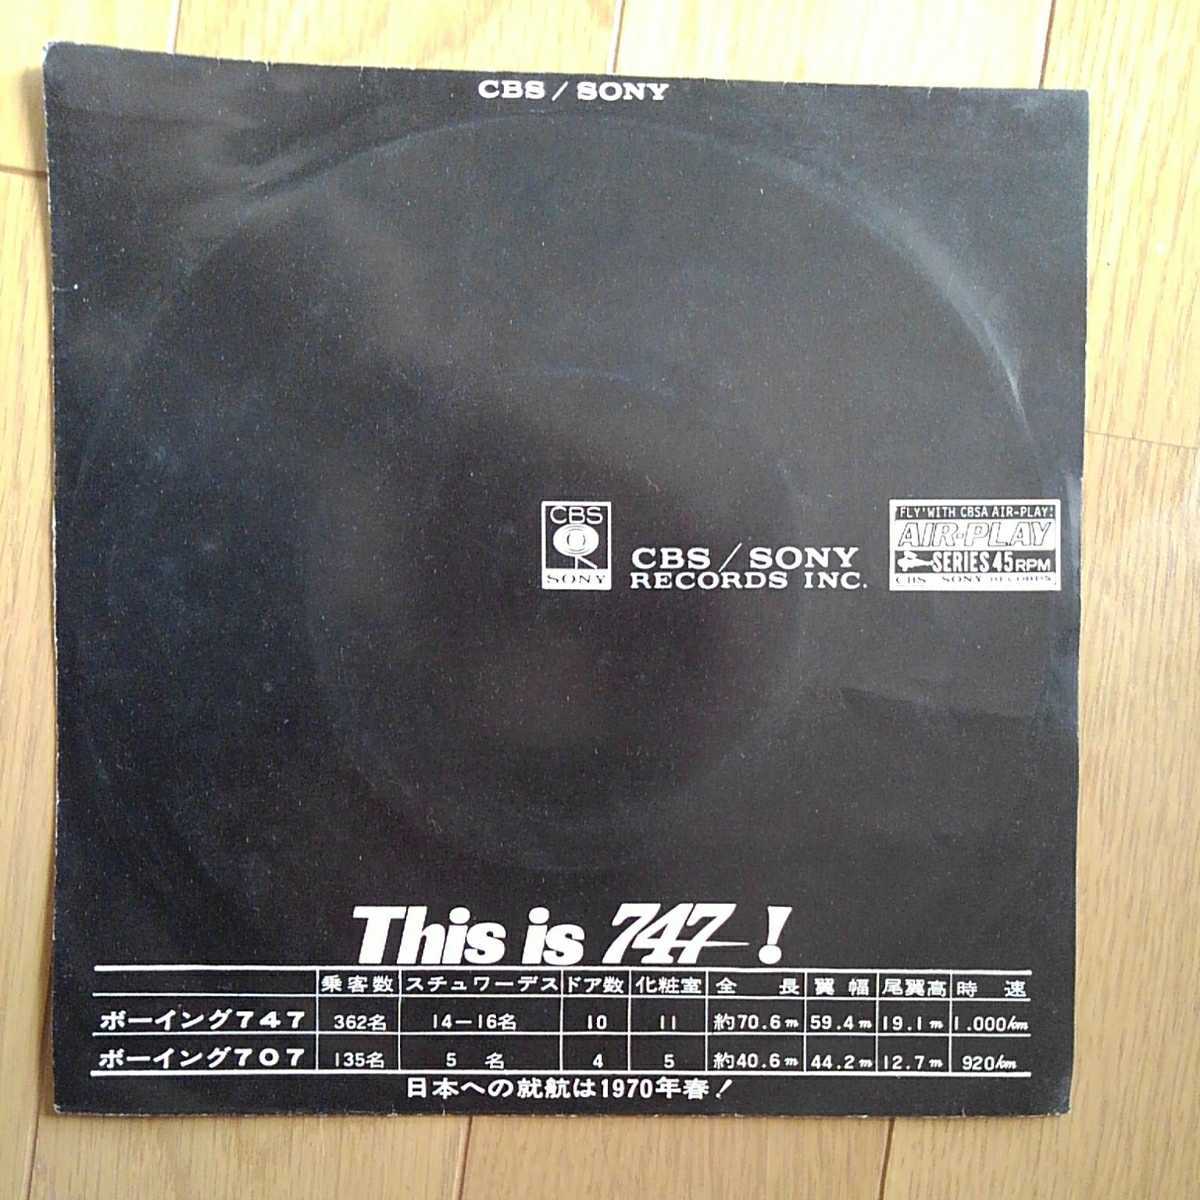 CBS / SONY
CBS
SONY
CBS / SONY
RECORDS INC.
FLY' WITH CBSA AIR-PLAY!
AIR-PLAY
SERIES 45 RPM
CBS SONY RECORDS
This is 747!
乗客数 スチュワーデス ドア数 化粧室 全長 翼幅 尾翼高 時速
ボーイング747 362名 14-16名 10 11 約70.6m 59.4m 19.1m 1.000km
ボーイング707 135名 5名 4 5 約40.6m 44.2m 12.7m 920km
日本への就航は1970年春!